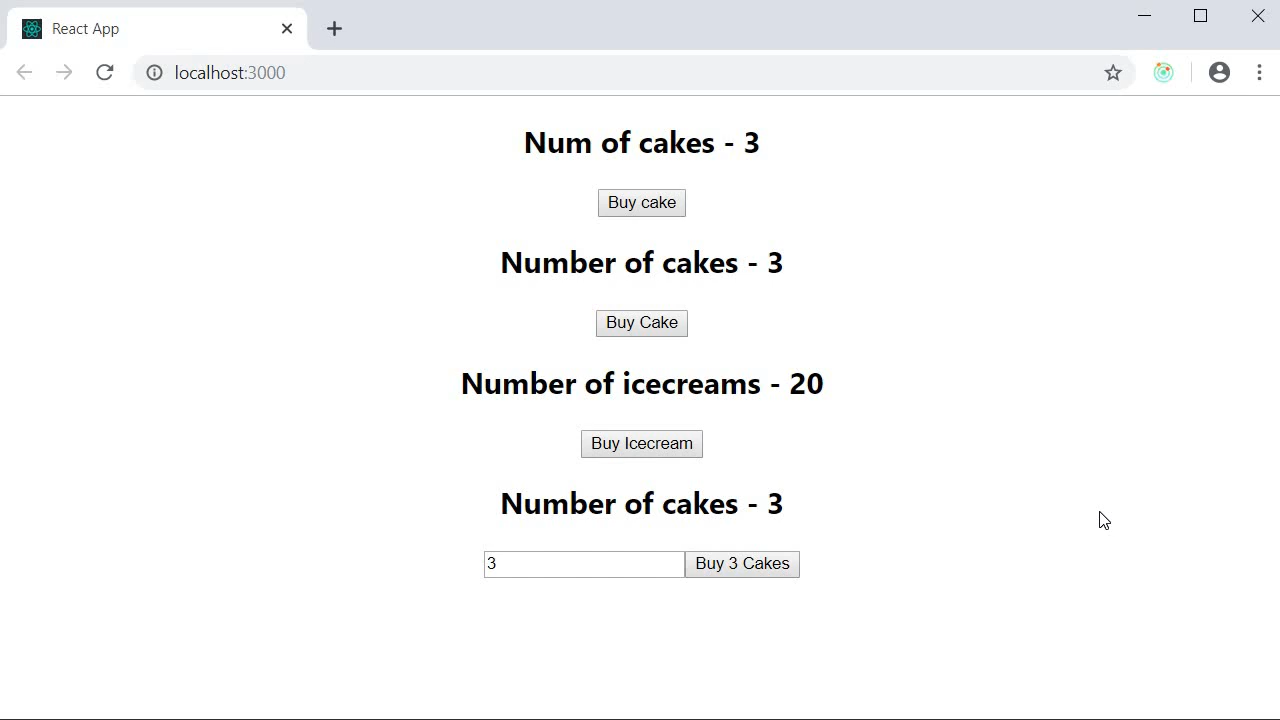 React App
localhost:3000
Num of cakes - 3
Buy cake
Number of cakes - 3
Buy Cake
Number of icecreams - 20
Buy Icecream
Number of cakes - 3
3 Buy 3 Cakes